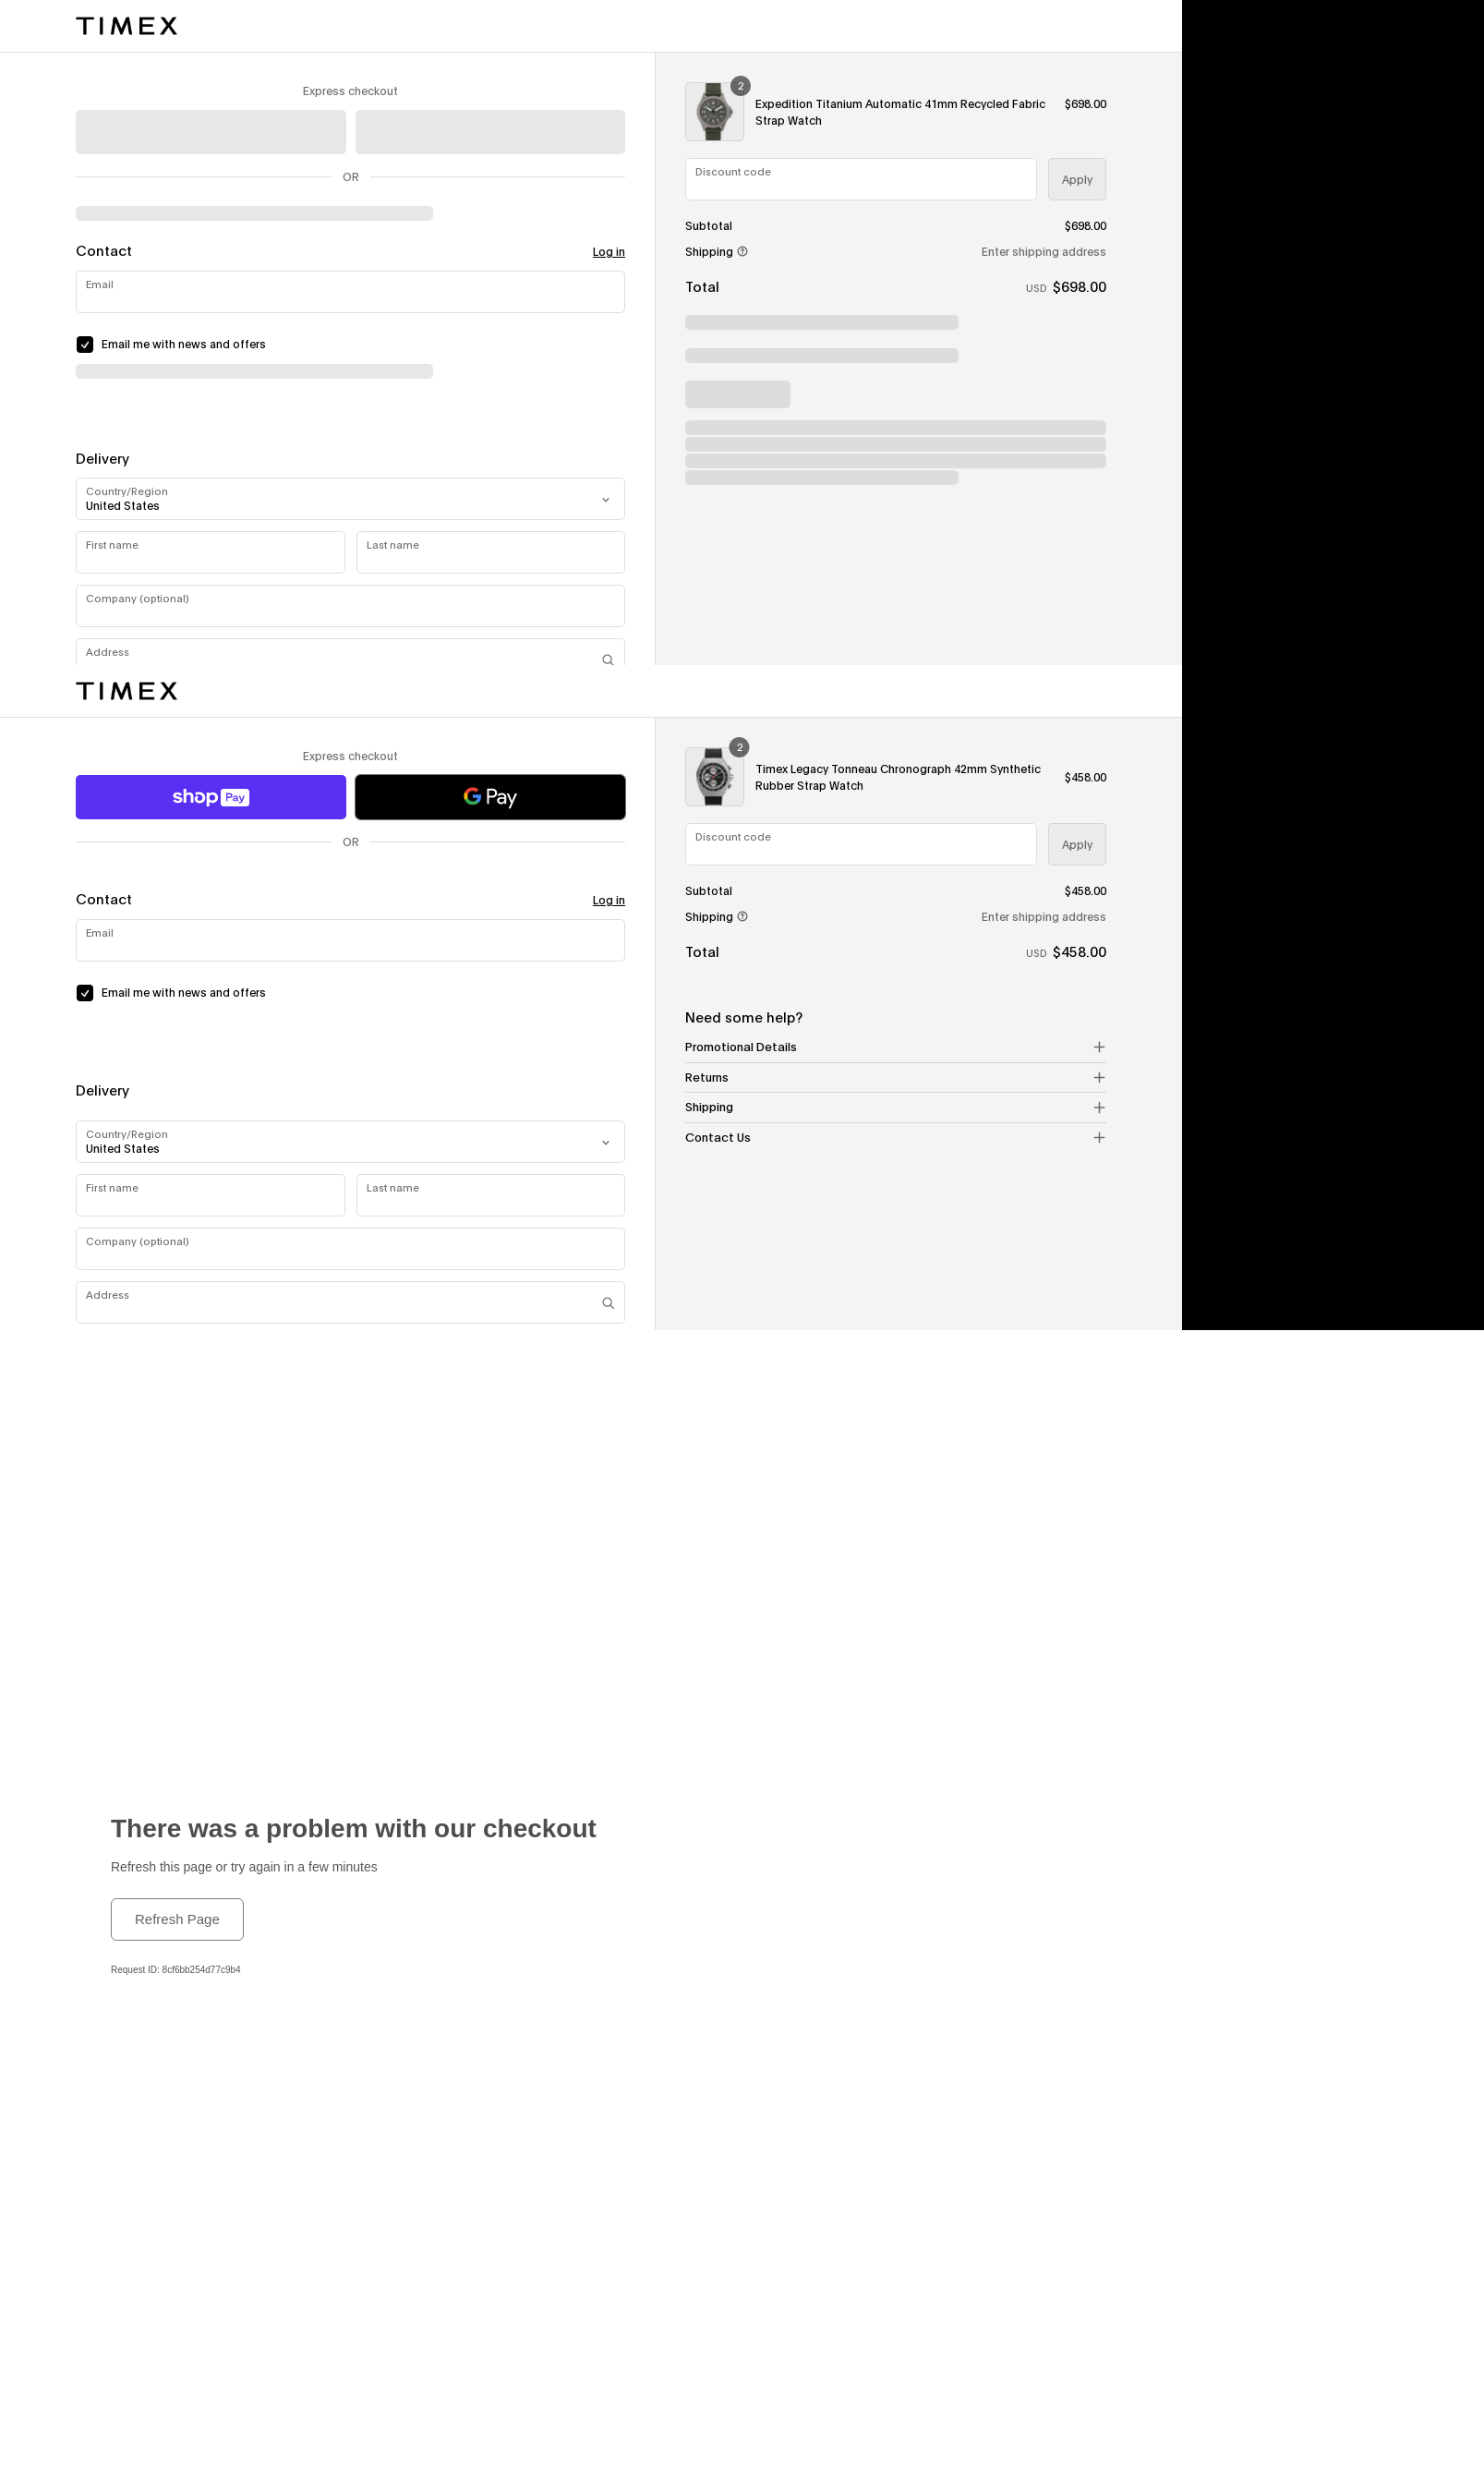 TIMEX
Express checkout
OR
Contact
Log in
Email
Email me with news and offers
Delivery
Country/Region
United States
First name
Last name
Company (optional)
Address
2
Expedition Titanium Automatic 41mm Recycled Fabric
Strap Watch
$698.00
Discount code
Apply
Subtotal
$698.00
Shipping
Enter shipping address
Total
USD $698.00
TIMEX
Express checkout
shop Pay
G Pay
OR
Contact
Log in
Email
Email me with news and offers
Delivery
Country/Region
United States
First name
Last name
Company (optional)
Address
2
Timex Legacy Tonneau Chronograph 42mm Synthetic
Rubber Strap Watch
$458.00
Discount code
Apply
Subtotal
$458.00
Shipping
Enter shipping address
Total
USD $458.00
Need some help?
Promotional Details
Returns
Shipping
Contact Us
There was a problem with our checkout
Refresh this page or try again in a few minutes
Refresh Page
Request ID: 8cf6bb254d77c9b4